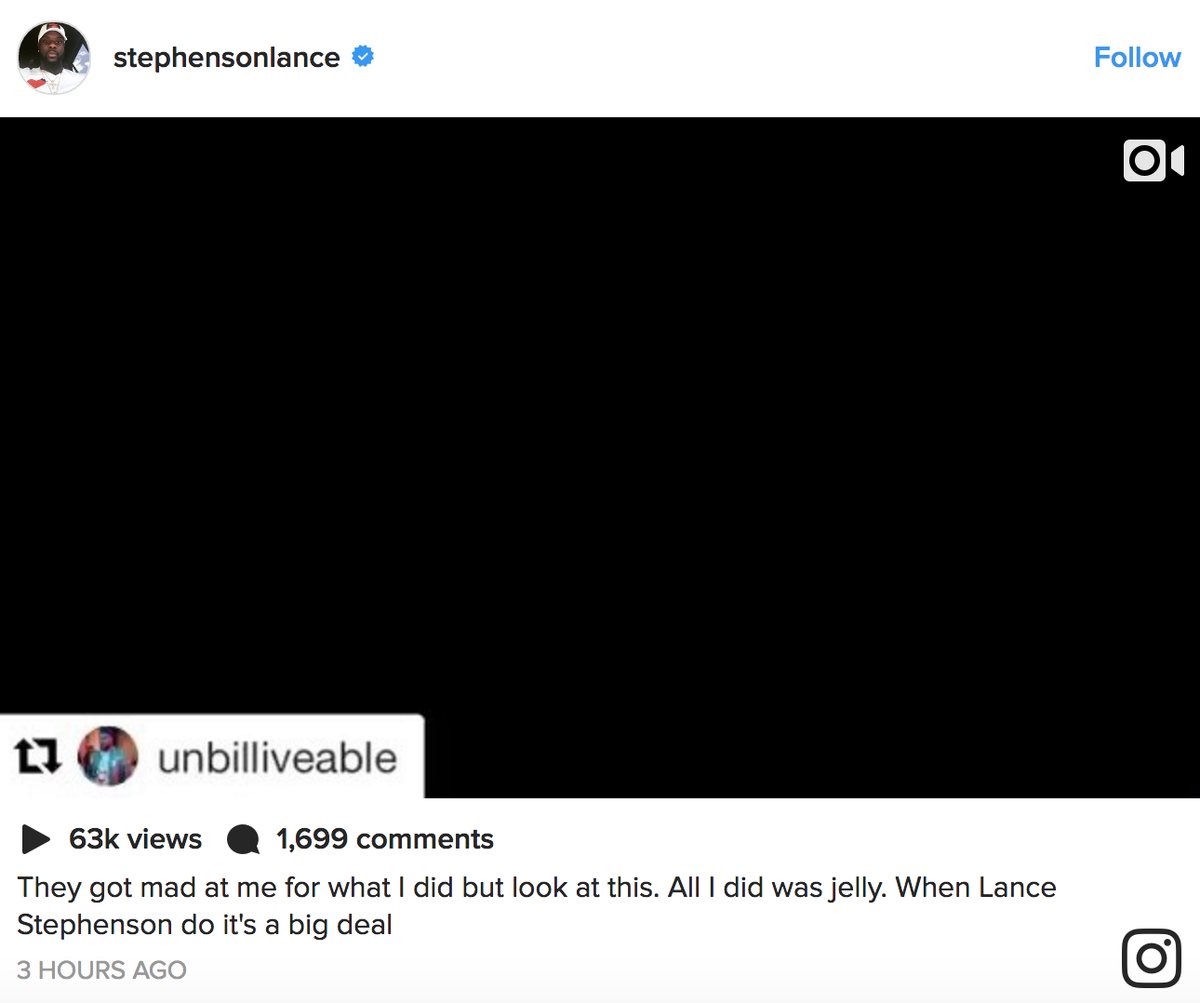 stephensonlance
Follow
unbilliveable
63k views 1,699 comments
They got mad at me for what I did but look at this. All I did was jelly. When Lance
Stephenson do it's a big deal
3 HOURS AGO